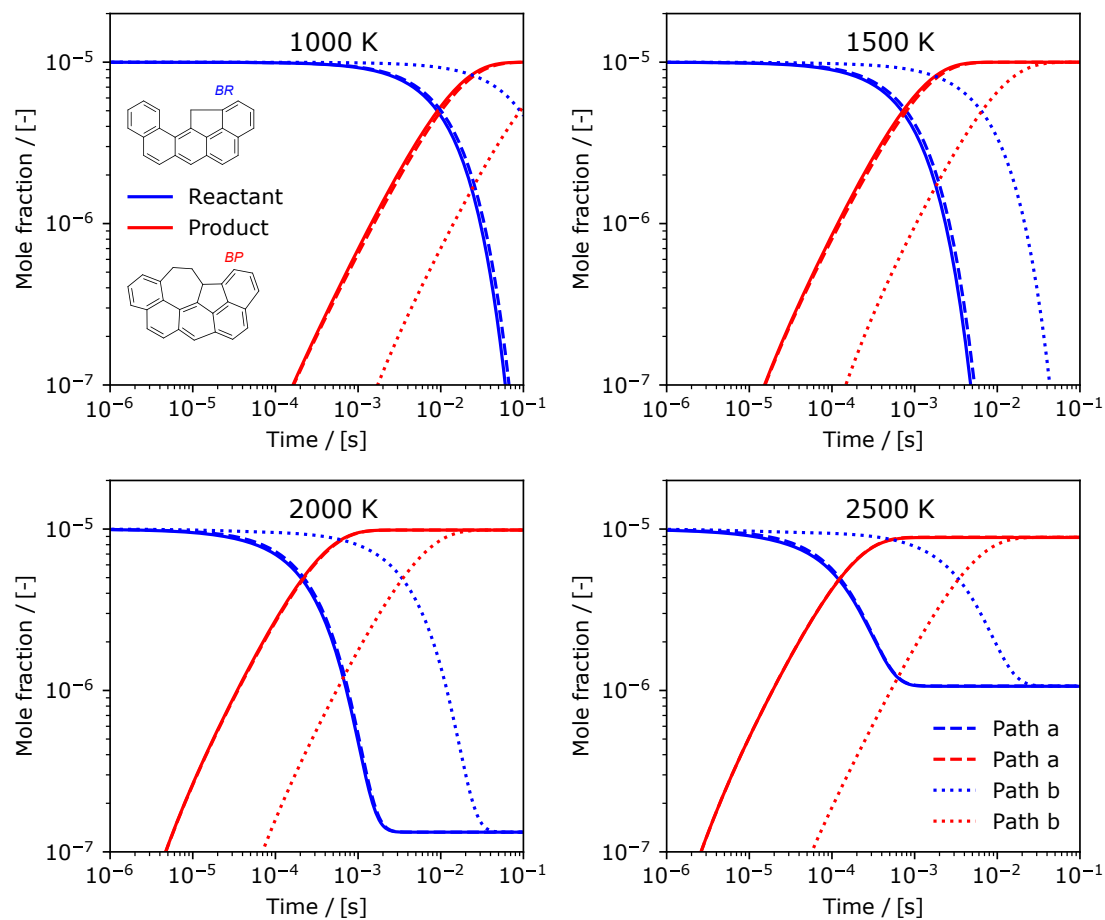 1000 K
Mole fraction / [-]
10⁻⁵
10⁻⁶
10⁻⁷
BR
Reactant
Product
BP
10⁻⁶ 10⁻⁵ 10⁻⁴ 10⁻³ 10⁻² 10⁻¹
Time / [s]
1500 K
Mole fraction / [-]
10⁻⁵
10⁻⁶
10⁻⁷
10⁻⁶ 10⁻⁵ 10⁻⁴ 10⁻³ 10⁻² 10⁻¹
Time / [s]
2000 K
Mole fraction / [-]
10⁻⁵
10⁻⁶
10⁻⁷
10⁻⁶ 10⁻⁵ 10⁻⁴ 10⁻³ 10⁻² 10⁻¹
Time / [s]
2500 K
Mole fraction / [-]
10⁻⁵
10⁻⁶
10⁻⁷
Path a
Path a
Path b
Path b
10⁻⁶ 10⁻⁵ 10⁻⁴ 10⁻³ 10⁻² 10⁻¹
Time / [s]